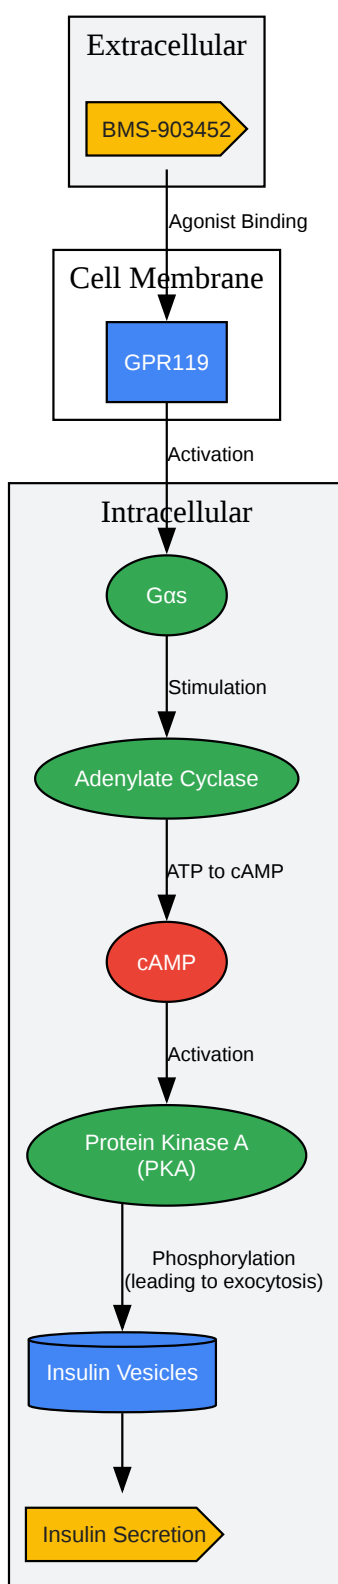 Extracellular
BMS-903452
Agonist Binding
Cell Membrane
GPR119
Activation
Intracellular
Gαs
Stimulation
Adenylate Cyclase
ATP to cAMP
cAMP
Activation
Protein Kinase A
(PKA)
Phosphorylation
(leading to exocytosis)
Insulin Vesicles
Insulin Secretion